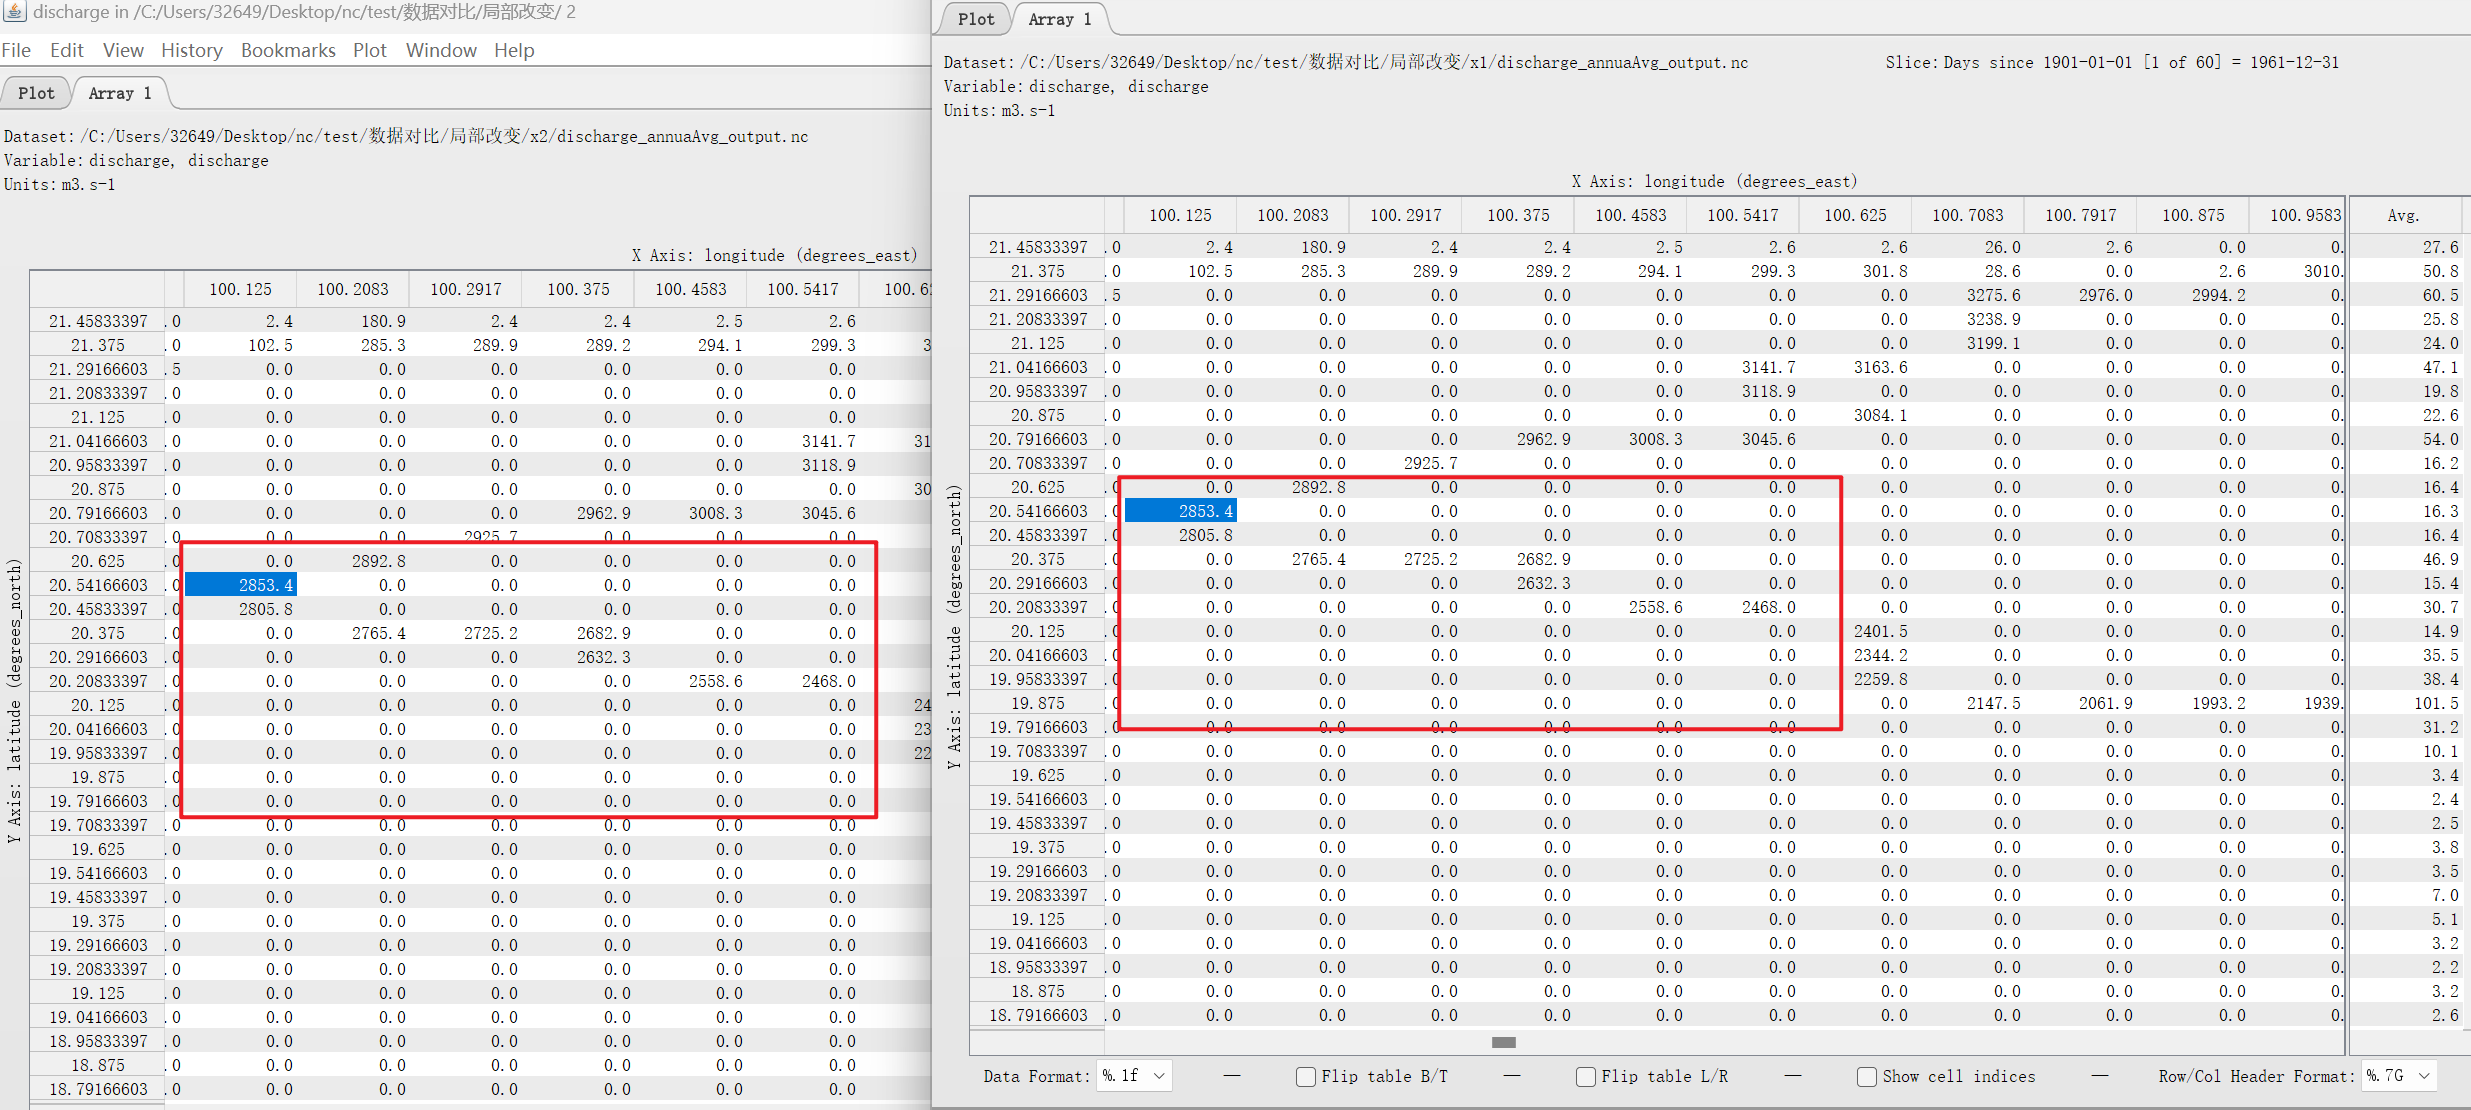 discharge in /C:/Users/32649/Desktop/nc/test/数据对比/局部改变/ 2
File Edit View History Bookmarks Plot Window Help
Plot Array 1
Dataset: /C:/Users/32649/Desktop/nc/test/数据对比/局部改变/x2/discharge_annuaAvg_output.nc
Variable: discharge, discharge
Units: m3.s-1
X Axis: longitude (degrees_east)
Y Axis: latitude (degrees_north)
100.125 100.2083 100.2917 100.375 100.4583 100.5417 100.6
21.45833397 .0 2.4 180.9 2.4 2.4 2.5 2.6
21.375 .0 102.5 285.3 289.9 289.2 294.1 299.3 3
21.29166603 .5 0.0 0.0 0.0 0.0 0.0 0.0
21.20833397 .0 0.0 0.0 0.0 0.0 0.0 0.0
21.125 .0 0.0 0.0 0.0 0.0 0.0 0.0
21.04166603 .0 0.0 0.0 0.0 0.0 0.0 3141.7 31
20.95833397 .0 0.0 0.0 0.0 0.0 0.0 3118.9
20.875 .0 0.0 0.0 0.0 0.0 0.0 0.0 30
20.79166603 .0 0.0 0.0 0.0 2962.9 3008.3 3045.6
20.70833397 .0 0.0 0.0 2925.7 0.0 0.0 0.0
20.625 .0 0.0 2892.8 0.0 0.0 0.0 0.0
20.54166603 .0 2853.4 0.0 0.0 0.0 0.0 0.0
20.45833397 .0 2805.8 0.0 0.0 0.0 0.0 0.0
20.375 .0 0.0 2765.4 2725.2 2682.9 0.0 0.0
20.29166603 .0 0.0 0.0 0.0 2632.3 0.0 0.0
20.20833397 .0 0.0 0.0 0.0 0.0 2558.6 2468.0
20.125 .0 0.0 0.0 0.0 0.0 0.0 0.0 24
20.04166603 .0 0.0 0.0 0.0 0.0 0.0 0.0 23
19.95833397 .0 0.0 0.0 0.0 0.0 0.0 0.0 22
19.875 .0 0.0 0.0 0.0 0.0 0.0 0.0
19.79166603 .0 0.0 0.0 0.0 0.0 0.0 0.0
19.70833397 .0 0.0 0.0 0.0 0.0 0.0 0.0
19.625 .0 0.0 0.0 0.0 0.0 0.0 0.0
19.54166603 .0 0.0 0.0 0.0 0.0 0.0 0.0
19.45833397 .0 0.0 0.0 0.0 0.0 0.0 0.0
19.375 .0 0.0 0.0 0.0 0.0 0.0 0.0
19.29166603 .0 0.0 0.0 0.0 0.0 0.0 0.0
19.20833397 .0 0.0 0.0 0.0 0.0 0.0 0.0
19.125 .0 0.0 0.0 0.0 0.0 0.0 0.0
19.04166603 .0 0.0 0.0 0.0 0.0 0.0 0.0
18.95833397 .0 0.0 0.0 0.0 0.0 0.0 0.0
18.875 .0 0.0 0.0 0.0 0.0 0.0 0.0
18.79166603 .0 0.0 0.0 0.0 0.0 0.0 0.0
Plot Array 1
Dataset: /C:/Users/32649/Desktop/nc/test/数据对比/局部改变/x1/discharge_annuaAvg_output.nc Slice: Days since 1901-01-01 [1 of 60] = 1961-12-31
Variable: discharge, discharge
Units: m3.s-1
X Axis: longitude (degrees_east)
Y Axis: latitude (degrees_north)
100.125 100.2083 100.2917 100.375 100.4583 100.5417 100.625 100.7083 100.7917 100.875 100.9583 Avg.
21.45833397 .0 2.4 180.9 2.4 2.4 2.5 2.6 2.6 26.0 2.6 0.0 0. 27.6
21.375 .0 102.5 285.3 289.9 289.2 294.1 299.3 301.8 28.6 0.0 2.6 3010. 50.8
21.29166603 .5 0.0 0.0 0.0 0.0 0.0 0.0 0.0 3275.6 2976.0 2994.2 0. 60.5
21.20833397 .0 0.0 0.0 0.0 0.0 0.0 0.0 0.0 3238.9 0.0 0.0 0. 25.8
21.125 .0 0.0 0.0 0.0 0.0 0.0 0.0 0.0 3199.1 0.0 0.0 0. 24.0
21.04166603 .0 0.0 0.0 0.0 0.0 0.0 3141.7 3163.6 0.0 0.0 0.0 0. 47.1
20.95833397 .0 0.0 0.0 0.0 0.0 0.0 3118.9 0.0 0.0 0.0 0.0 0. 19.8
20.875 .0 0.0 0.0 0.0 0.0 0.0 0.0 3084.1 0.0 0.0 0.0 0. 22.6
20.79166603 .0 0.0 0.0 0.0 2962.9 3008.3 3045.6 0.0 0.0 0.0 0.0 0. 54.0
20.70833397 .0 0.0 0.0 2925.7 0.0 0.0 0.0 0.0 0.0 0.0 0.0 0. 16.2
20.625 .0 0.0 2892.8 0.0 0.0 0.0 0.0 0.0 0.0 0.0 0.0 0. 16.4
20.54166603 .0 2853.4 0.0 0.0 0.0 0.0 0.0 0.0 0.0 0.0 0.0 0. 16.3
20.45833397 .0 2805.8 0.0 0.0 0.0 0.0 0.0 0.0 0.0 0.0 0.0 0. 16.4
20.375 .0 0.0 2765.4 2725.2 2682.9 0.0 0.0 0.0 0.0 0.0 0.0 0. 46.9
20.29166603 .0 0.0 0.0 0.0 2632.3 0.0 0.0 0.0 0.0 0.0 0.0 0. 15.4
20.20833397 .0 0.0 0.0 0.0 0.0 2558.6 2468.0 0.0 0.0 0.0 0.0 0. 30.7
20.125 .0 0.0 0.0 0.0 0.0 0.0 0.0 2401.5 0.0 0.0 0.0 0. 14.9
20.04166603 .0 0.0 0.0 0.0 0.0 0.0 0.0 2344.2 0.0 0.0 0.0 0. 35.5
19.95833397 .0 0.0 0.0 0.0 0.0 0.0 0.0 2259.8 0.0 0.0 0.0 0. 38.4
19.875 .0 0.0 0.0 0.0 0.0 0.0 0.0 0.0 2147.5 2061.9 1993.2 1939. 101.5
19.79166603 .0 0.0 0.0 0.0 0.0 0.0 0.0 0.0 0.0 0.0 0.0 0. 31.2
19.70833397 .0 0.0 0.0 0.0 0.0 0.0 0.0 0.0 0.0 0.0 0.0 0. 10.1
19.625 .0 0.0 0.0 0.0 0.0 0.0 0.0 0.0 0.0 0.0 0.0 0. 3.4
19.54166603 .0 0.0 0.0 0.0 0.0 0.0 0.0 0.0 0.0 0.0 0.0 0. 2.4
19.45833397 .0 0.0 0.0 0.0 0.0 0.0 0.0 0.0 0.0 0.0 0.0 0. 2.5
19.375 .0 0.0 0.0 0.0 0.0 0.0 0.0 0.0 0.0 0.0 0.0 0. 3.8
19.29166603 .0 0.0 0.0 0.0 0.0 0.0 0.0 0.0 0.0 0.0 0.0 0. 3.5
19.20833397 .0 0.0 0.0 0.0 0.0 0.0 0.0 0.0 0.0 0.0 0.0 0. 7.0
19.125 .0 0.0 0.0 0.0 0.0 0.0 0.0 0.0 0.0 0.0 0.0 0. 5.1
19.04166603 .0 0.0 0.0 0.0 0.0 0.0 0.0 0.0 0.0 0.0 0.0 0. 3.2
18.95833397 .0 0.0 0.0 0.0 0.0 0.0 0.0 0.0 0.0 0.0 0.0 0. 2.2
18.875 .0 0.0 0.0 0.0 0.0 0.0 0.0 0.0 0.0 0.0 0.0 0. 3.2
18.79166603 .0 0.0 0.0 0.0 0.0 0.0 0.0 0.0 0.0 0.0 0.0 0. 2.6
Data Format: %.1f — Flip table B/T — Flip table L/R — Show cell indices — Row/Col Header Format: %.7G